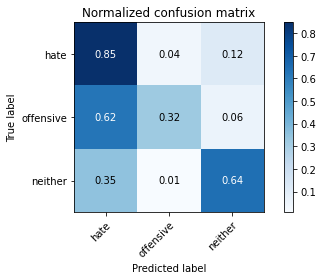 Normalized confusion matrix
True label
hate 0.85 0.04 0.12
offensive 0.62 0.32 0.06
neither 0.35 0.01 0.64
hate offensive neither
Predicted label
0.8
0.7
0.6
0.5
0.4
0.3
0.2
0.1